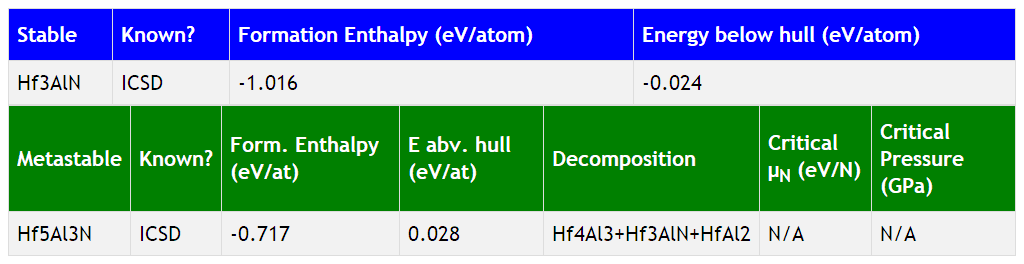 Stable Known? Formation Enthalpy (eV/atom) Energy below hull (eV/atom)
Hf3AlN ICSD -1.016 -0.024
Metastable Known? Form. Enthalpy (eV/at) E abv. hull (eV/at) Decomposition Critical μN (eV/N) Critical Pressure (GPa)
Hf5Al3N ICSD -0.717 0.028 Hf4Al3+Hf3AlN+HfAl2 N/A N/A